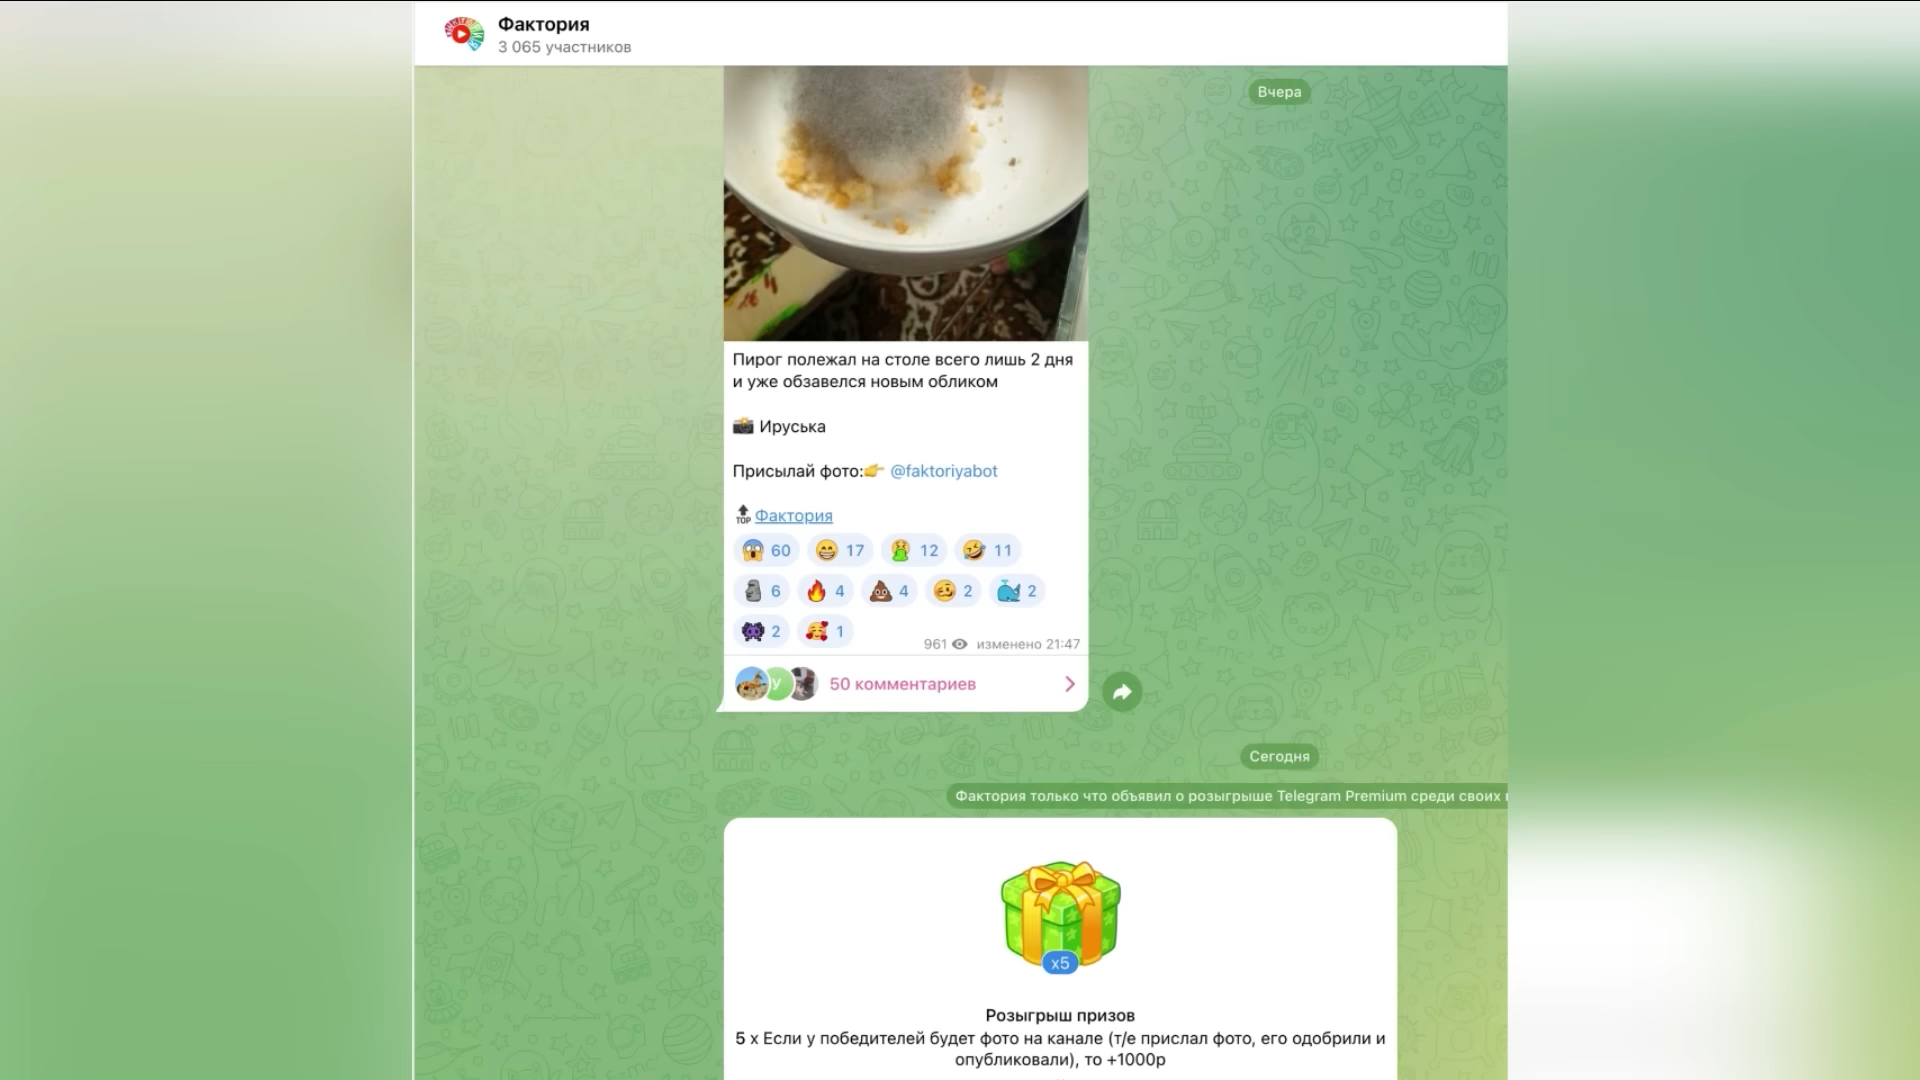 Фактория
3 065 участников
Вчера
Пирог полежал на столе всего лишь 2 дня
и уже обзавелся новым обликом
📸 Ируська
Присылай фото:👉 @faktoriyabot
🔝 Фактория
😱 60 😁 17 🤮 12 🤣 11
🗿 6 🔥 4 💩 4 🥴 2 🐳 2
👾 2 🥰 1
961 изменено 21:47
У
50 комментариев
Сегодня
Фактория только что объявил о розыгрыше Telegram Premium среди своих
x5
Розыгрыш призов
5 x Если у победителей будет фото на канале (т/е прислал фото, его одобрили и
опубликовали), то +1000р